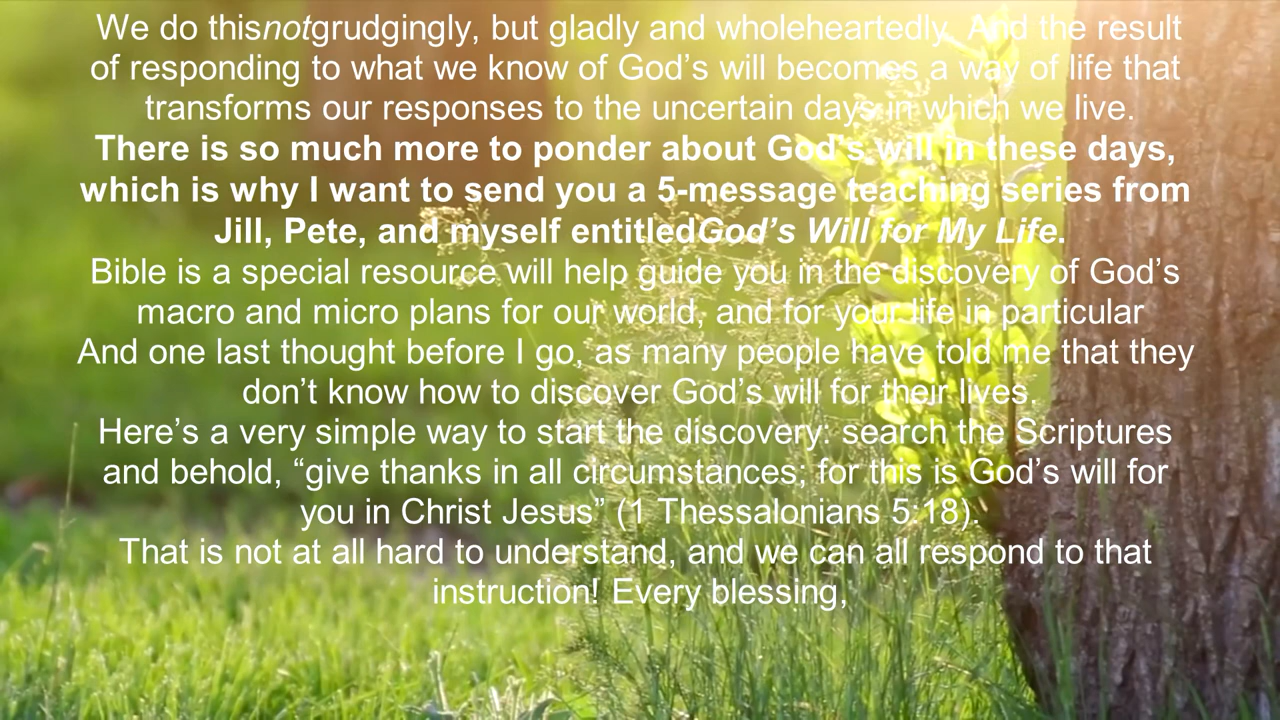 We do thisnotgrudgingly, but gladly and wholeheartedly. And the result
of responding to what we know of God’s will becomes a way of life that
transforms our responses to the uncertain days in which we live.
There is so much more to ponder about God’s will in these days,
which is why I want to send you a 5-message teaching series from
Jill, Pete, and myself entitledGod’s Will for My Life.
Bible is a special resource will help guide you in the discovery of God’s
macro and micro plans for our world, and for your life in particular
And one last thought before I go, as many people have told me that they
don’t know how to discover God’s will for their lives.
Here’s a very simple way to start the discovery: search the Scriptures
and behold, “give thanks in all circumstances; for this is God’s will for
you in Christ Jesus” (1 Thessalonians 5:18).
That is not at all hard to understand, and we can all respond to that
instruction! Every blessing,